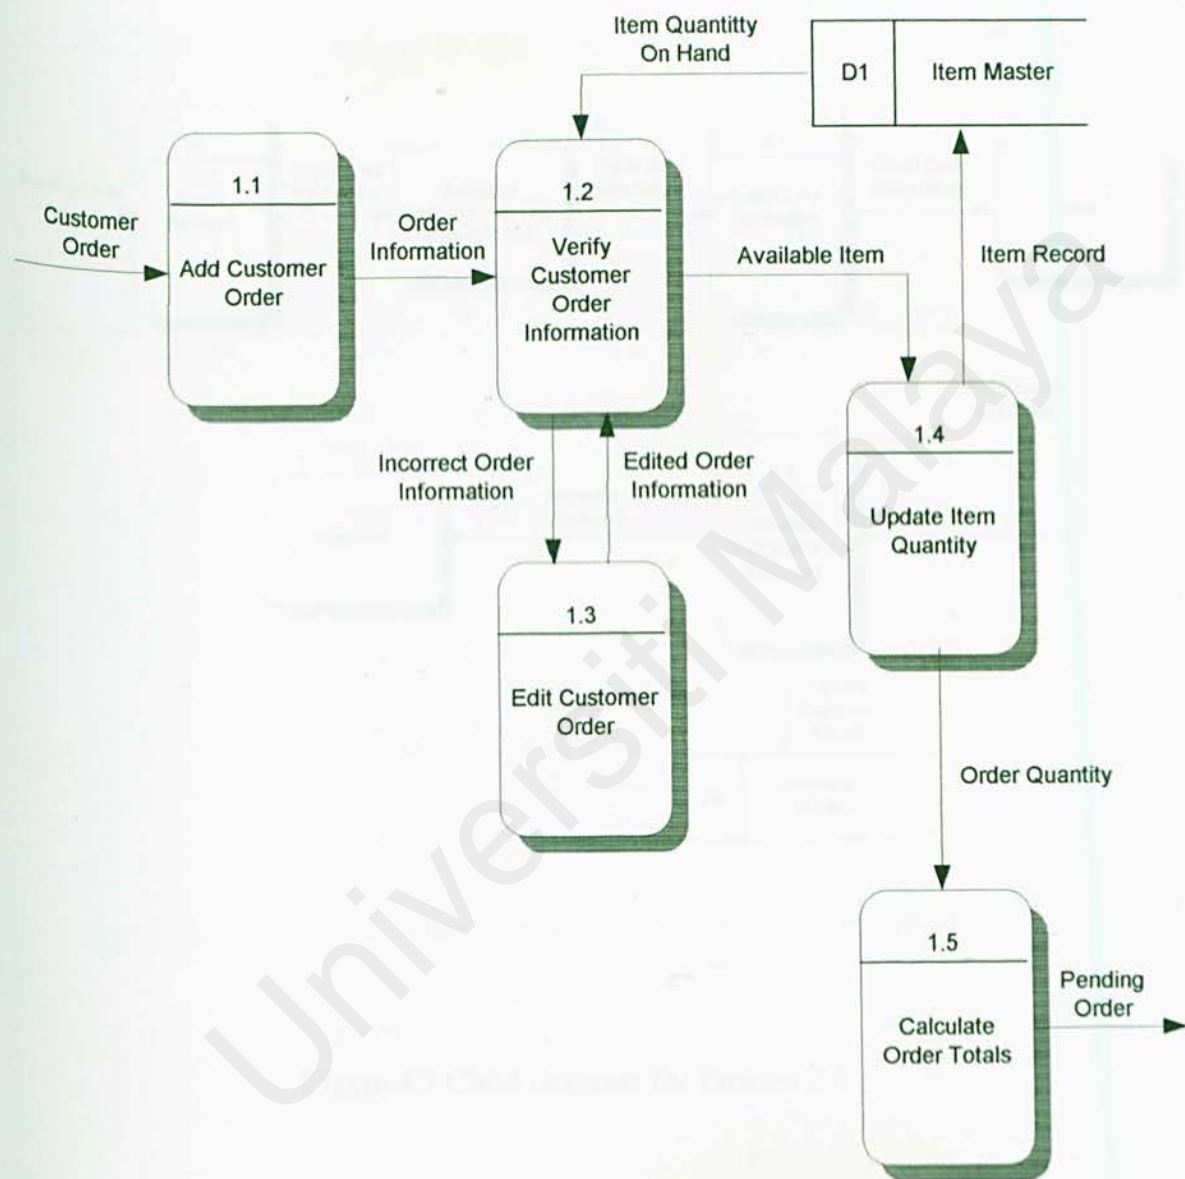 Item Quantitty
On Hand
D1
Item Master
1.1
Add Customer
Order
Customer
Order
Order
Information
1.2
Verify
Customer
Order
Information
Available Item
Item Record
Incorrect Order
Information
Edited Order
Information
1.3
Edit Customer
Order
1.4
Update Item
Quantity
Order Quantity
1.5
Calculate
Order Totals
Pending
Order
Universiti Malaya